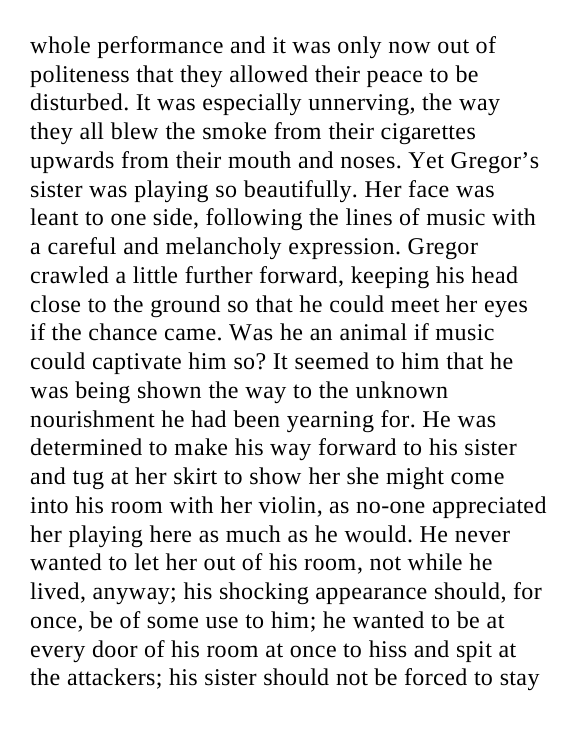 whole performance and it was only now out of
politeness that they allowed their peace to be
disturbed. It was especially unnerving, the way
they all blew the smoke from their cigarettes
upwards from their mouth and noses. Yet Gregor’s
sister was playing so beautifully. Her face was
leant to one side, following the lines of music with
a careful and melancholy expression. Gregor
crawled a little further forward, keeping his head
close to the ground so that he could meet her eyes
if the chance came. Was he an animal if music
could captivate him so? It seemed to him that he
was being shown the way to the unknown
nourishment he had been yearning for. He was
determined to make his way forward to his sister
and tug at her skirt to show her she might come
into his room with her violin, as no-one appreciated
her playing here as much as he would. He never
wanted to let her out of his room, not while he
lived, anyway; his shocking appearance should, for
once, be of some use to him; he wanted to be at
every door of his room at once to hiss and spit at
the attackers; his sister should not be forced to stay